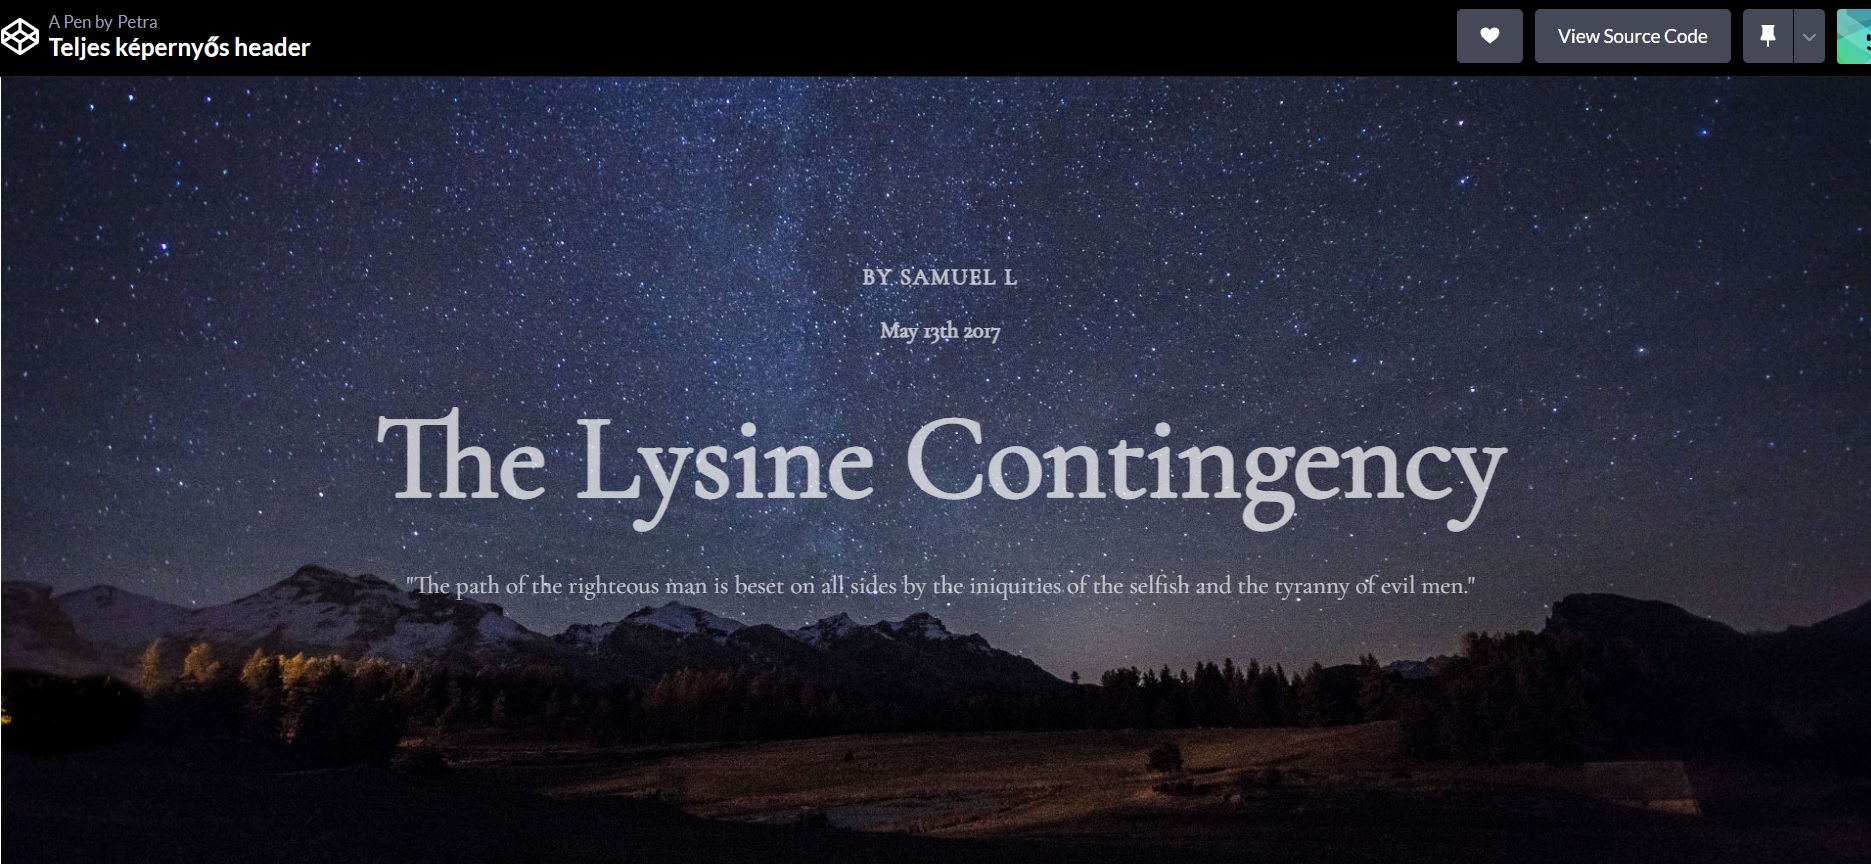 A Pen by Petra
Teljes képernyős header
View Source Code
BY SAMUEL L
May 13th 2017
The Lysine Contingency
"The path of the righteous man is beset on all sides by the iniquities of the selfish and the tyranny of evil men."